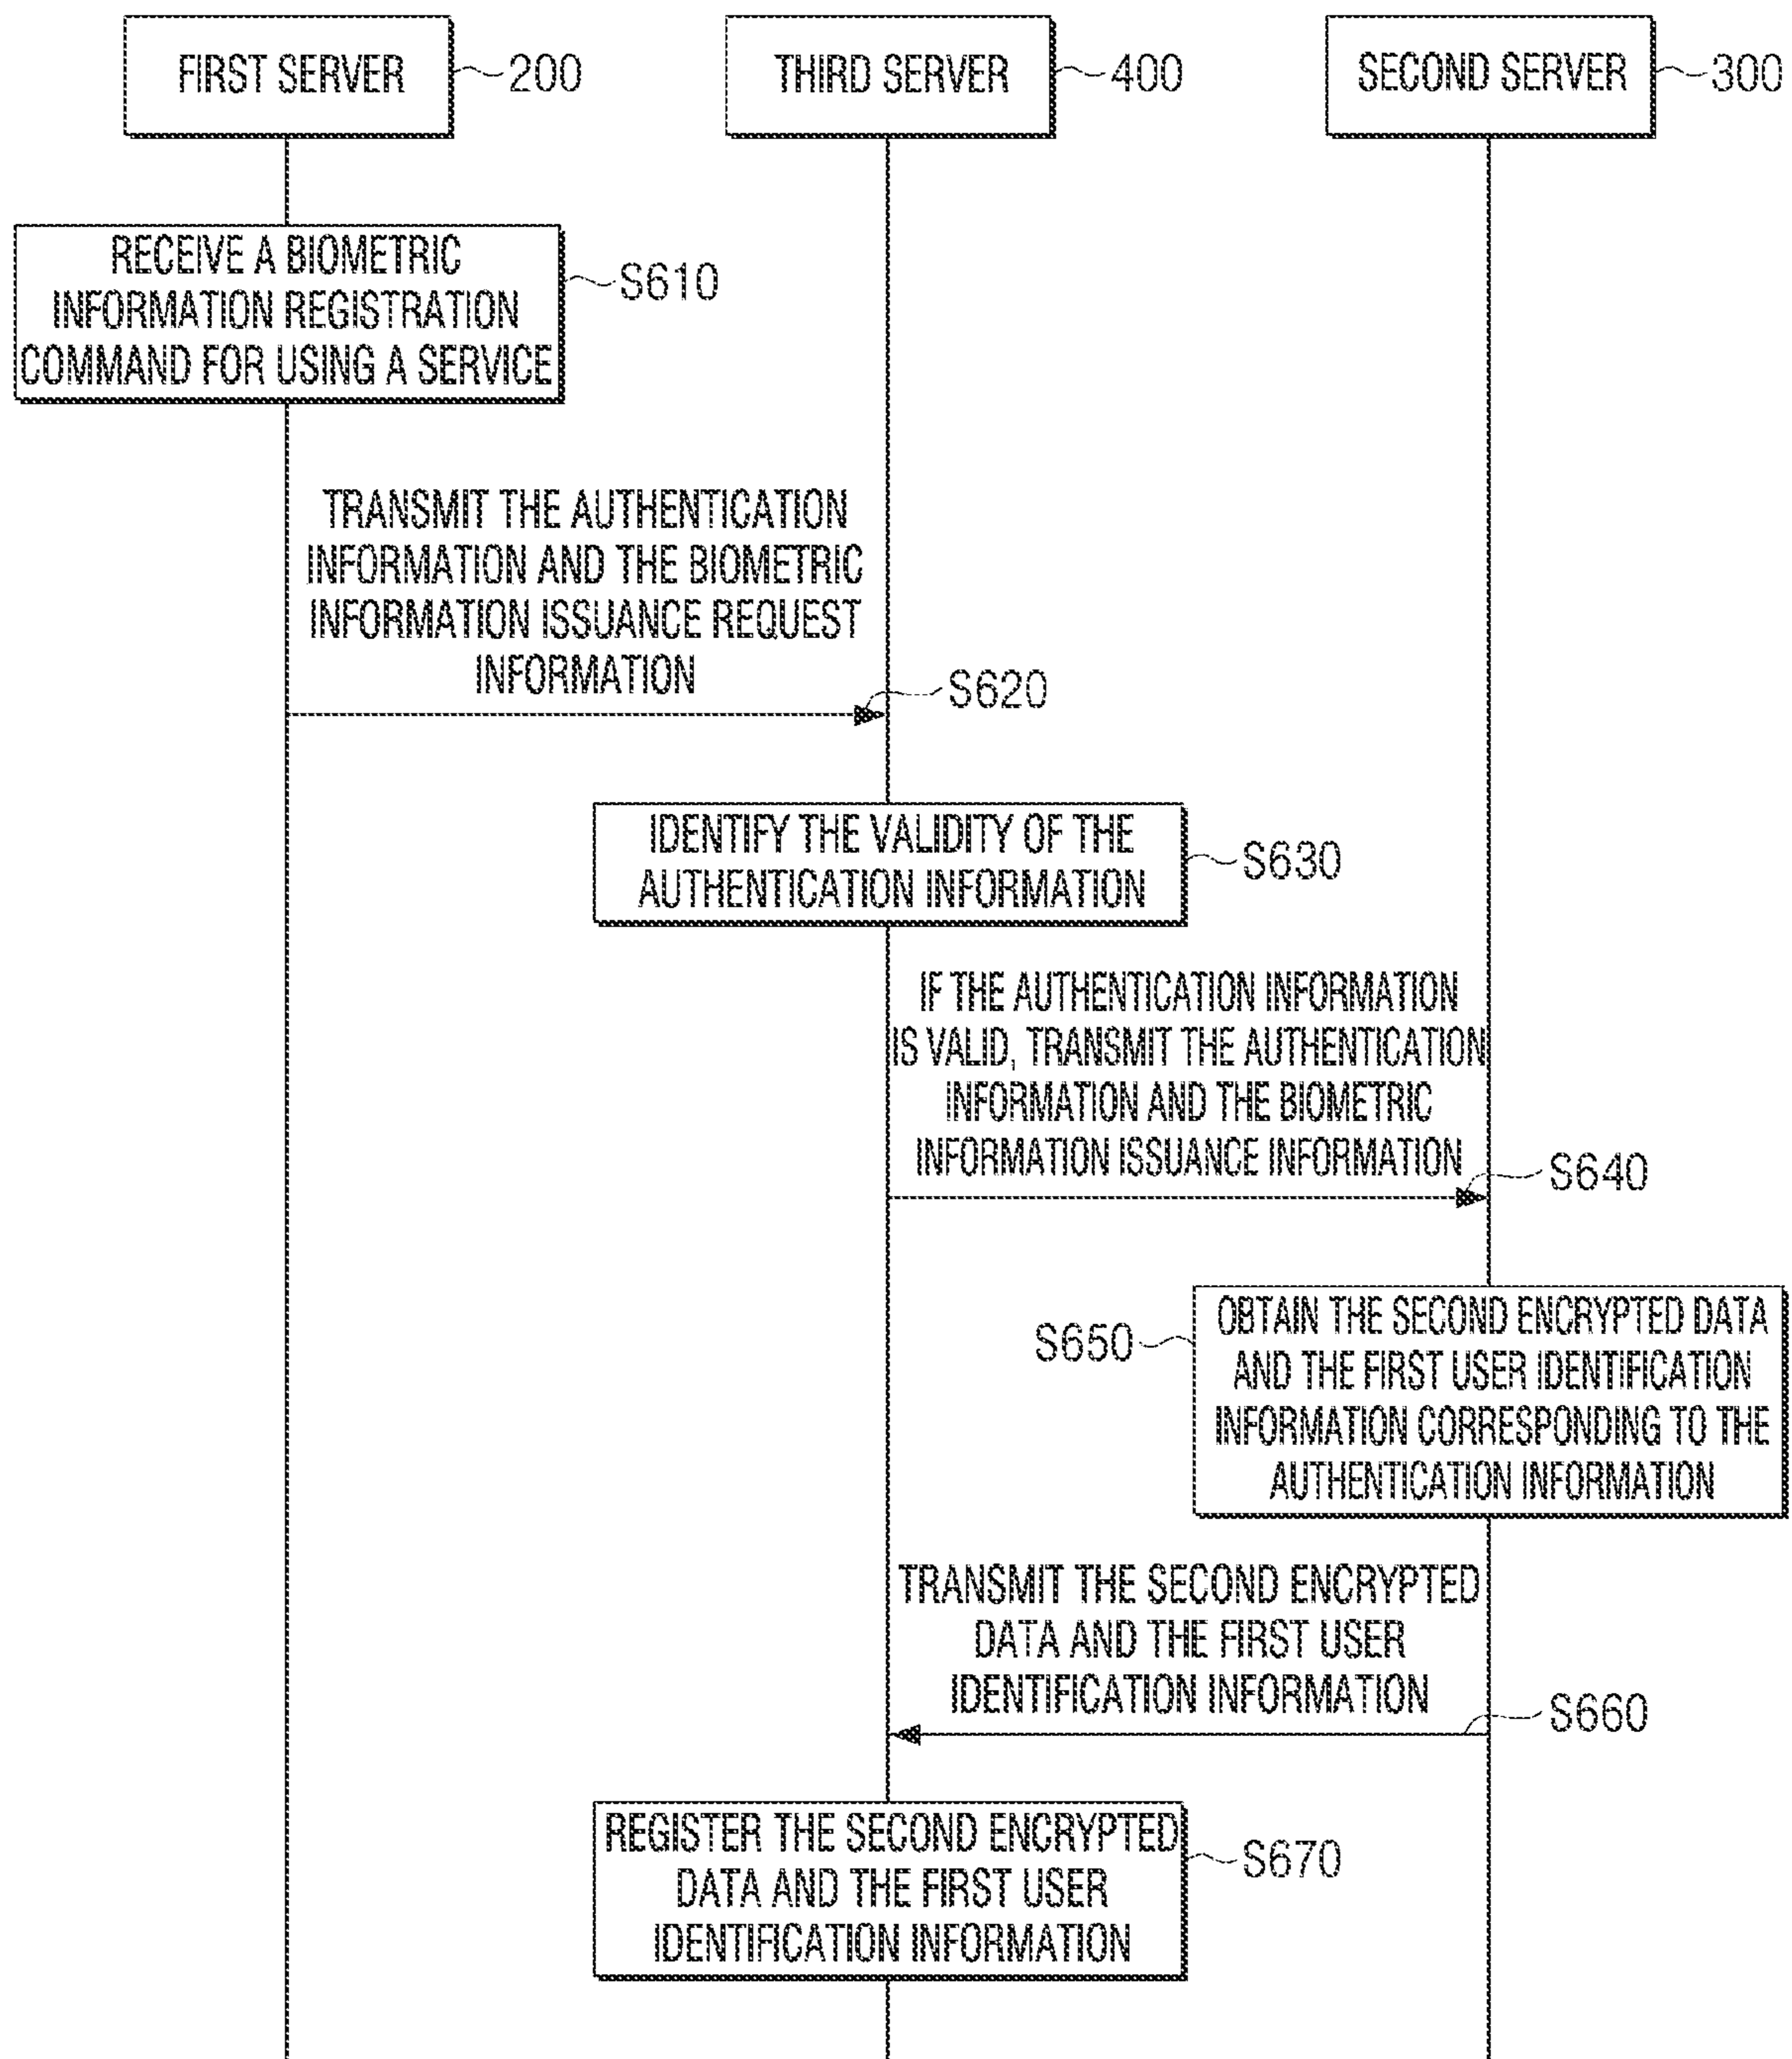 FIRST SERVER
200
THIRD SERVER
400
SECOND SERVER
300
RECEIVE A BIOMETRIC
INFORMATION REGISTRATION
COMMAND FOR USING A SERVICE
S610
TRANSMIT THE AUTHENTICATION
INFORMATION AND THE BIOMETRIC
INFORMATION ISSUANCE REQUEST
INFORMATION
S620
IDENTIFY THE VALIDITY OF THE
AUTHENTICATION INFORMATION
S630
IF THE AUTHENTICATION INFORMATION
IS VALID, TRANSMIT THE AUTHENTICATION
INFORMATION AND THE BIOMETRIC
INFORMATION ISSUANCE INFORMATION
S640
S650
OBTAIN THE SECOND ENCRYPTED DATA
AND THE FIRST USER IDENTIFICATION
INFORMATION CORRESPONDING TO THE
AUTHENTICATION INFORMATION
TRANSMIT THE SECOND ENCRYPTED
DATA AND THE FIRST USER
IDENTIFICATION INFORMATION
S660
REGISTER THE SECOND ENCRYPTED
DATA AND THE FIRST USER
IDENTIFICATION INFORMATION
S670